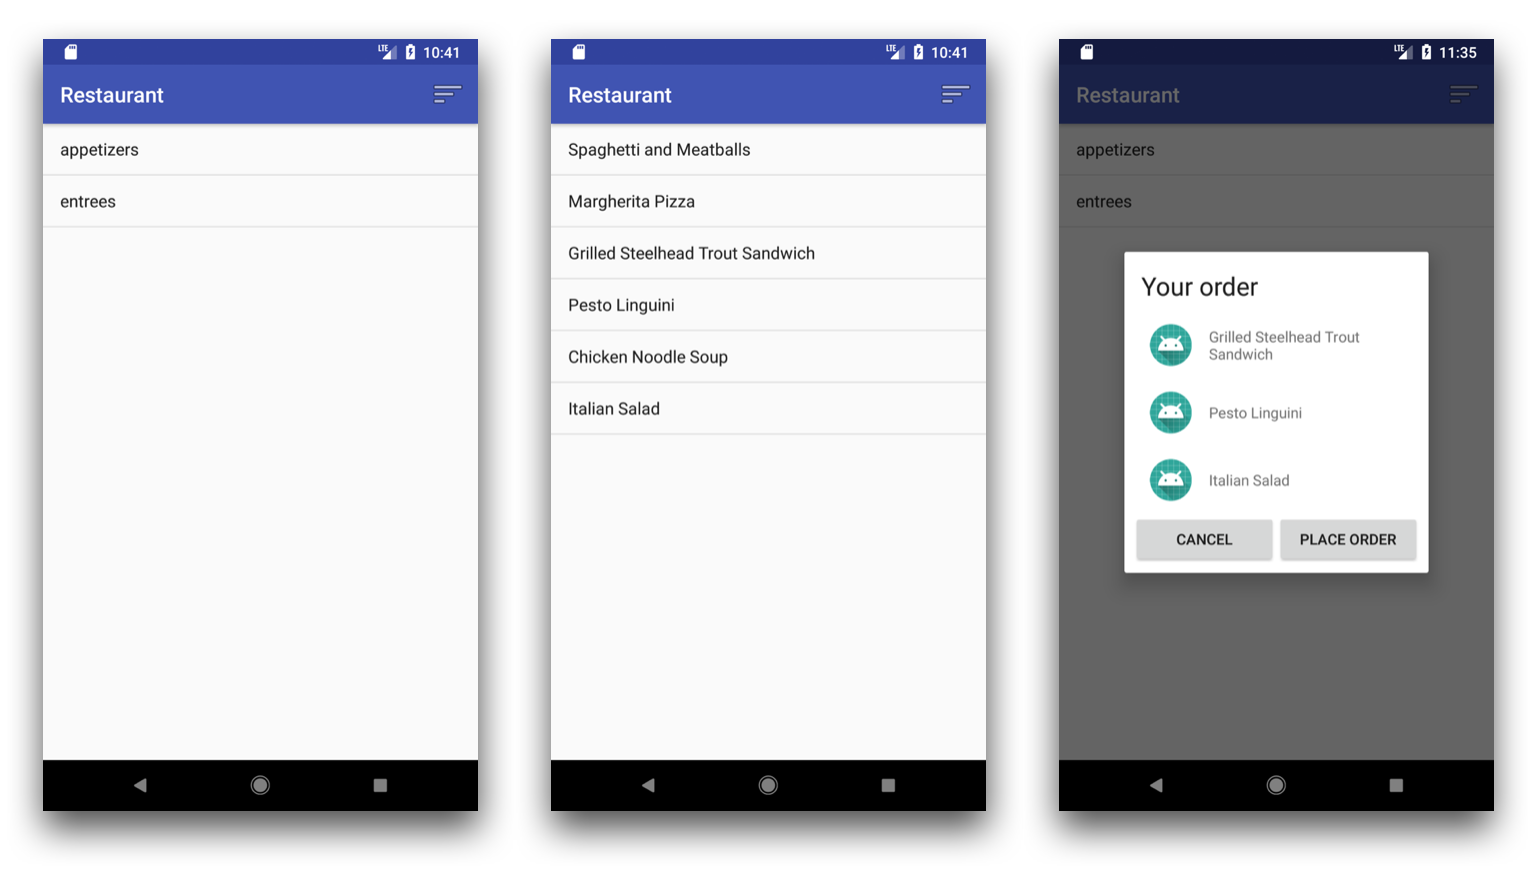 LTE 10:41
Restaurant
appetizers
entrees
LTE 10:41
Restaurant
Spaghetti and Meatballs
Margherita Pizza
Grilled Steelhead Trout Sandwich
Pesto Linguini
Chicken Noodle Soup
Italian Salad
LTE 11:35
Restaurant
appetizers
entrees
Your order
Grilled Steelhead Trout
Sandwich
Pesto Linguini
Italian Salad
CANCEL PLACE ORDER